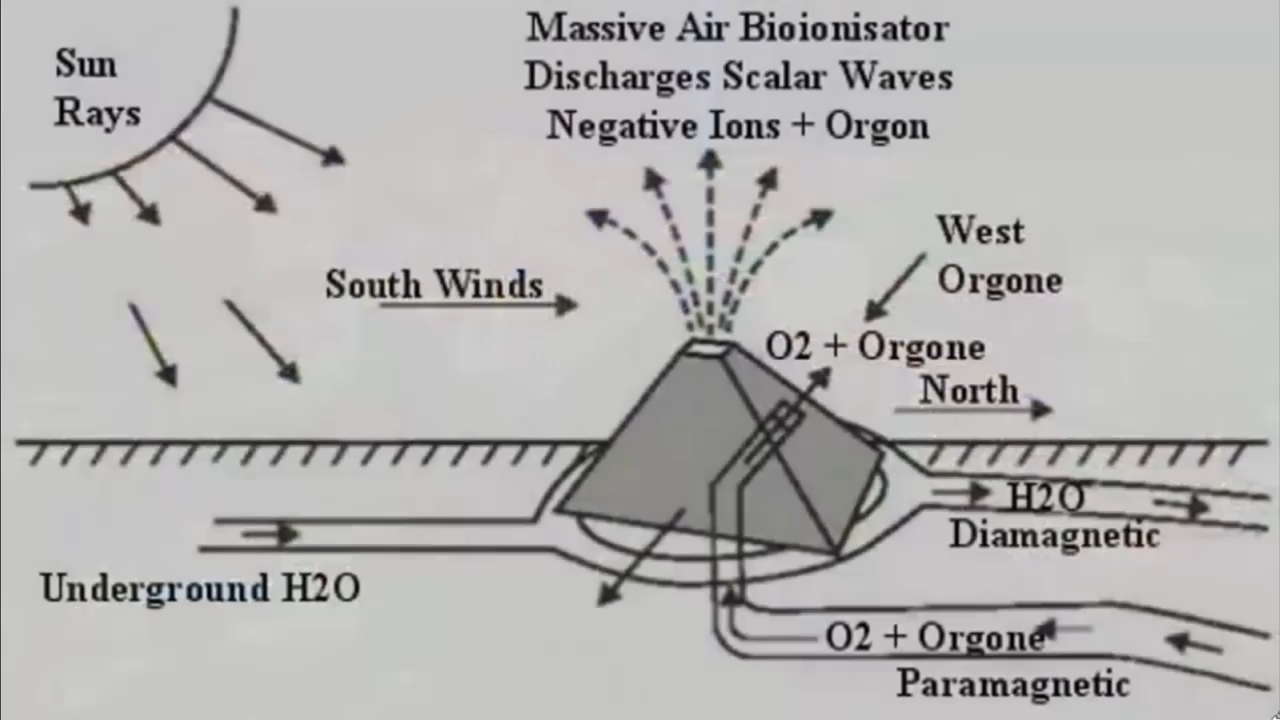 Sun
Rays
Massive Air Bioionisator
Discharges Scalar Waves
Negative Ions + Orgon
South Winds
West
Orgone
O2 + Orgone
North
H2O
Diamagnetic
Underground H2O
O2 + Orgone
Paramagnetic